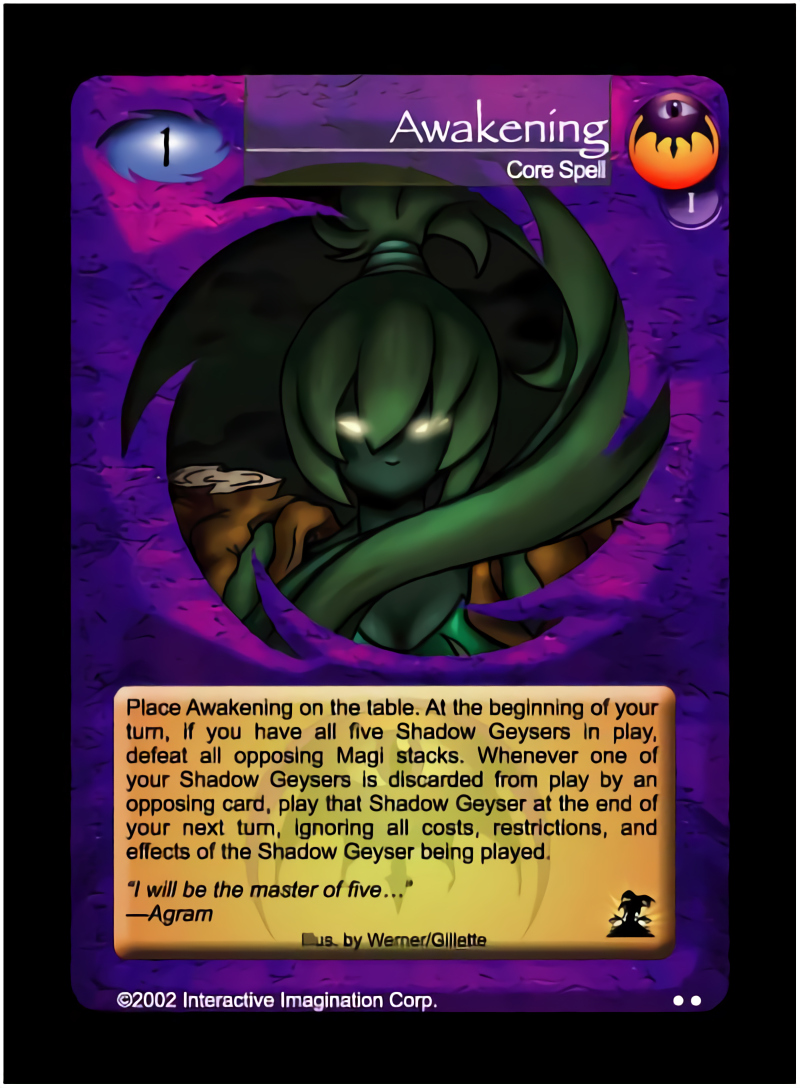 1
Awakening
Core Spell
I
Place Awakening on the table. At the beginning of your
turn, if you have all five Shadow Geysers in play,
defeat all opposing Magi stacks. Whenever one of
your Shadow Geysers is discarded from play by an
opposing card, play that Shadow Geyser at the end of
your next turn, ignoring all costs, restrictions, and
effects of the Shadow Geyser being played.
“I will be the master of five...”
—Agram
Illus. by Werner/Gillette
©2002 Interactive Imagination Corp.